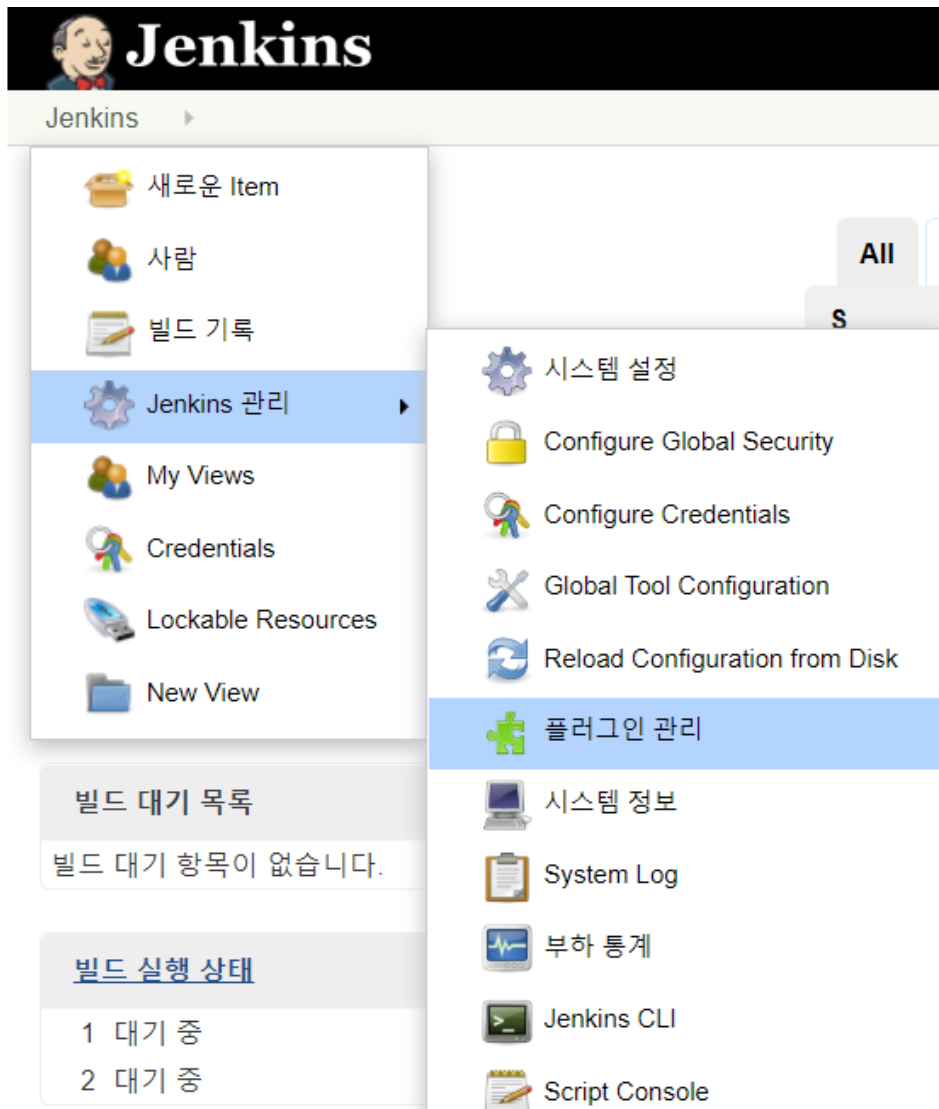 Jenkins
Jenkins
새로운 Item
사람
빌드 기록
Jenkins 관리
My Views
Credentials
Lockable Resources
New View
All
S
시스템 설정
Configure Global Security
Configure Credentials
Global Tool Configuration
Reload Configuration from Disk
플러그인 관리
시스템 정보
System Log
부하 통계
Jenkins CLI
Script Console
빌드 대기 목록
빌드 대기 항목이 없습니다.
빌드 실행 상태
1 대기 중
2 대기 중